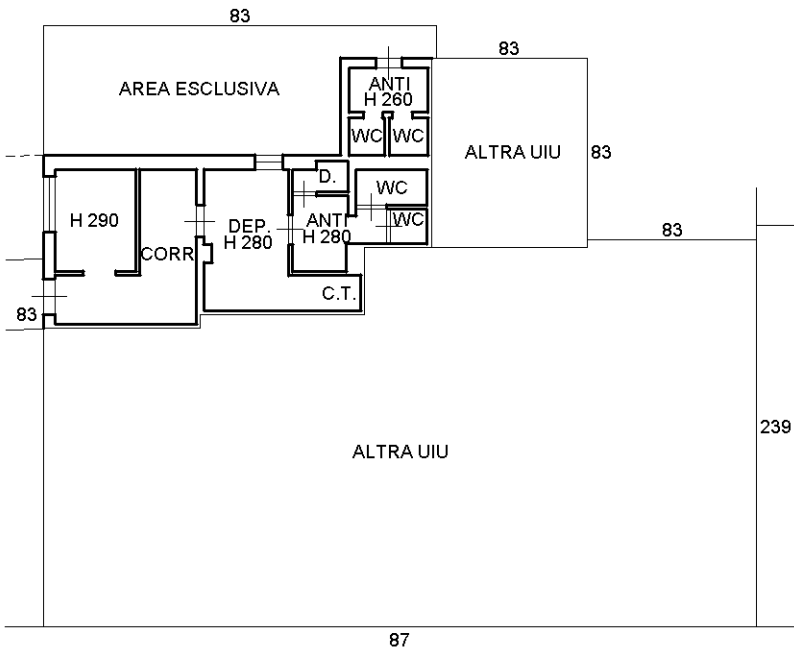 83
83
AREA ESCLUSIVA
ANTI
H 260
WC
WC
ALTRA UIU
83
D.
WC
H 290
DEP.
H 280
ANTI
H 280
WC
83
CORR
C.T.
83
239
ALTRA UIU
87